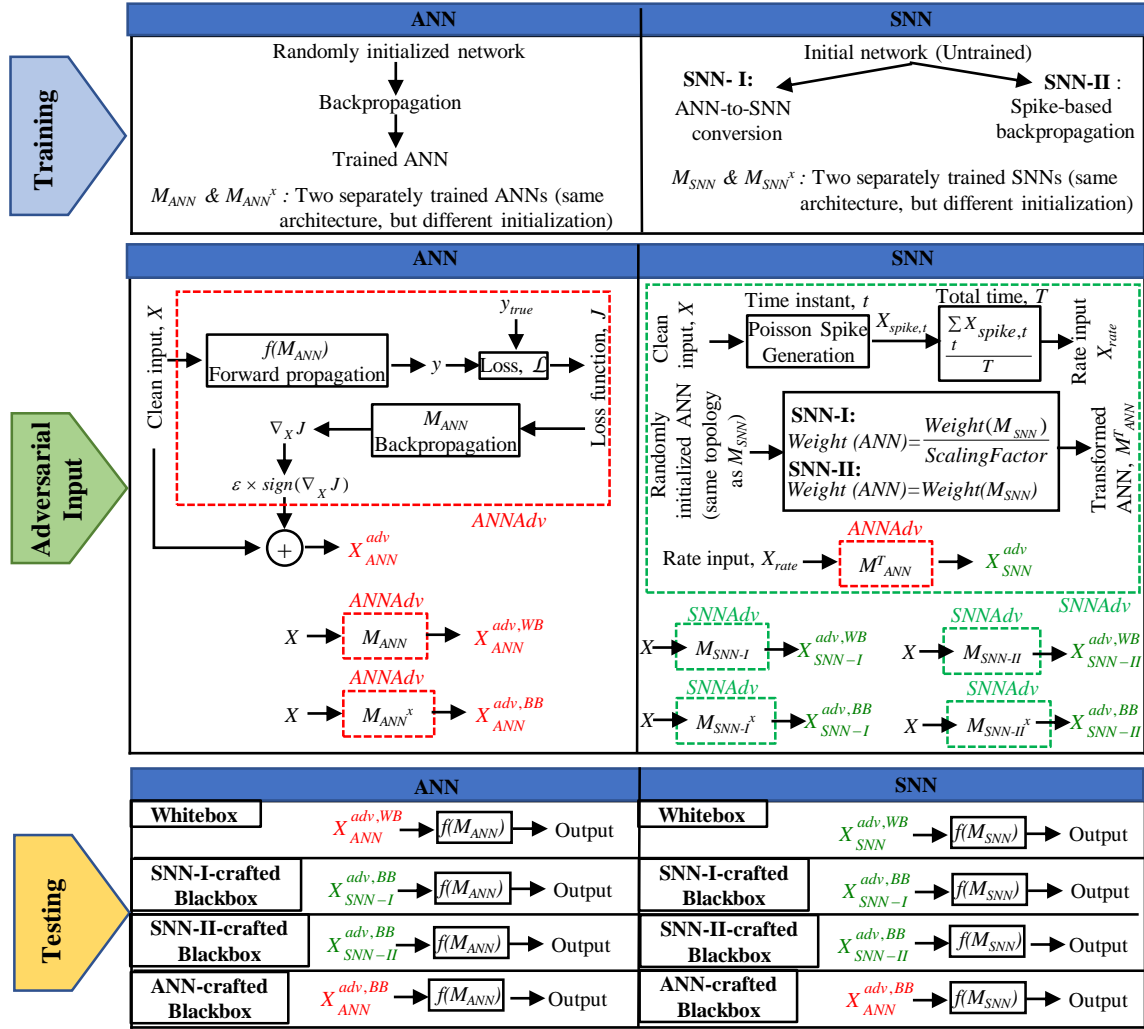 Training
ANN
Randomly initialized network
Backpropagation
Trained ANN
M_ANN & M_ANN^x : Two separately trained ANNs (same
architecture, but different initialization)
SNN
Initial network (Untrained)
SNN- I:
ANN-to-SNN
conversion
SNN-II :
Spike-based
backpropagation
M_SNN & M_SNN^x : Two separately trained SNNs (same
architecture, but different initialization)
Adversarial
Input
ANN
Clean input, X
f(M_ANN)
Forward propagation
y
y_true
Loss, ℒ
Loss function, J
M_ANN
Backpropagation
∇_X J
ε × sign(∇_X J)
ANNAdv
+
X_ANN^adv
ANNAdv
X
M_ANN
X_ANN^adv,WB
ANNAdv
X
M_ANN^x
X_ANN^adv,BB
SNN
Clean
input, X
Time instant, t
Poisson Spike
Generation
X_spike,t
Total time, T
∑ X_spike,t
t
T
Rate input
X_rate
Randomly
initialized ANN
(same topology
as M_SNN)
SNN-I:
Weight (ANN)=Weight(M_SNN)
ScalingFactor
SNN-II:
Weight (ANN)=Weight(M_SNN)
Transformed
ANN, M^T_ANN
ANNAdv
Rate input, X_rate
M^T_ANN
X_SNN^adv
SNNAdv
SNNAdv
X
M_SNN-I
X_SNN-I^adv,WB
SNNAdv
X
M_SNN-II
X_SNN-II^adv,WB
SNNAdv
X
M_SNN-I^x
X_SNN-I^adv,BB
SNNAdv
X
M_SNN-II^x
X_SNN-II^adv,BB
Testing
ANN
Whitebox
X_ANN^adv,WB
f(M_ANN)
Output
SNN-I-crafted
Blackbox
X_SNN-I^adv,BB
f(M_ANN)
Output
SNN-II-crafted
Blackbox
X_SNN-II^adv,BB
f(M_ANN)
Output
ANN-crafted
Blackbox
X_ANN^adv,BB
f(M_ANN)
Output
SNN
Whitebox
X_SNN^adv,WB
f(M_SNN)
Output
SNN-I-crafted
Blackbox
X_SNN-I^adv,BB
f(M_SNN)
Output
SNN-II-crafted
Blackbox
X_SNN-II^adv,BB
f(M_SNN)
Output
ANN-crafted
Blackbox
X_ANN^adv,BB
f(M_SNN)
Output